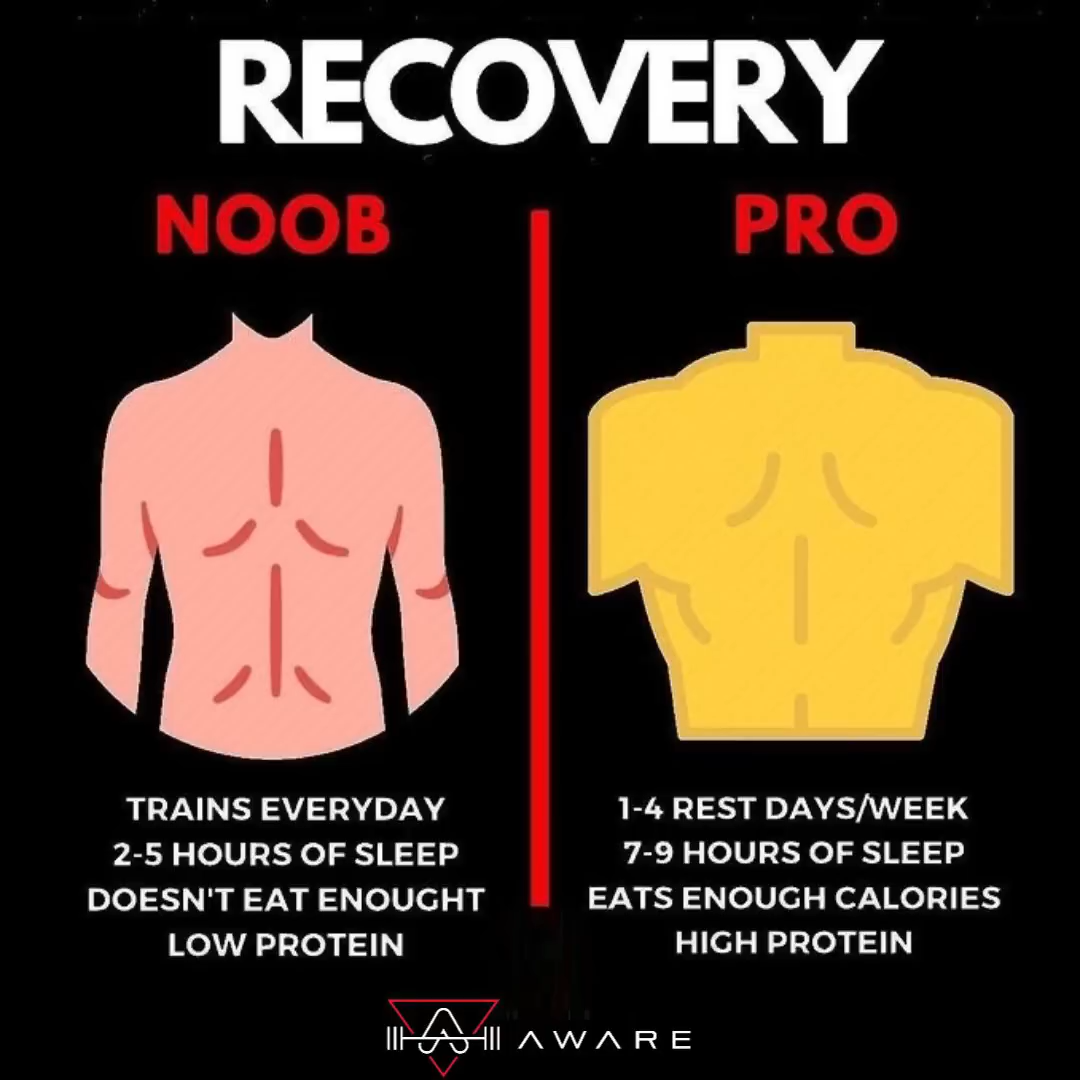 RECOVERY
NOOB
PRO
TRAINS EVERYDAY
2-5 HOURS OF SLEEP
DOESN'T EAT ENOUGHT
LOW PROTEIN
1-4 REST DAYS/WEEK
7-9 HOURS OF SLEEP
EATS ENOUGH CALORIES
HIGH PROTEIN
AWARE